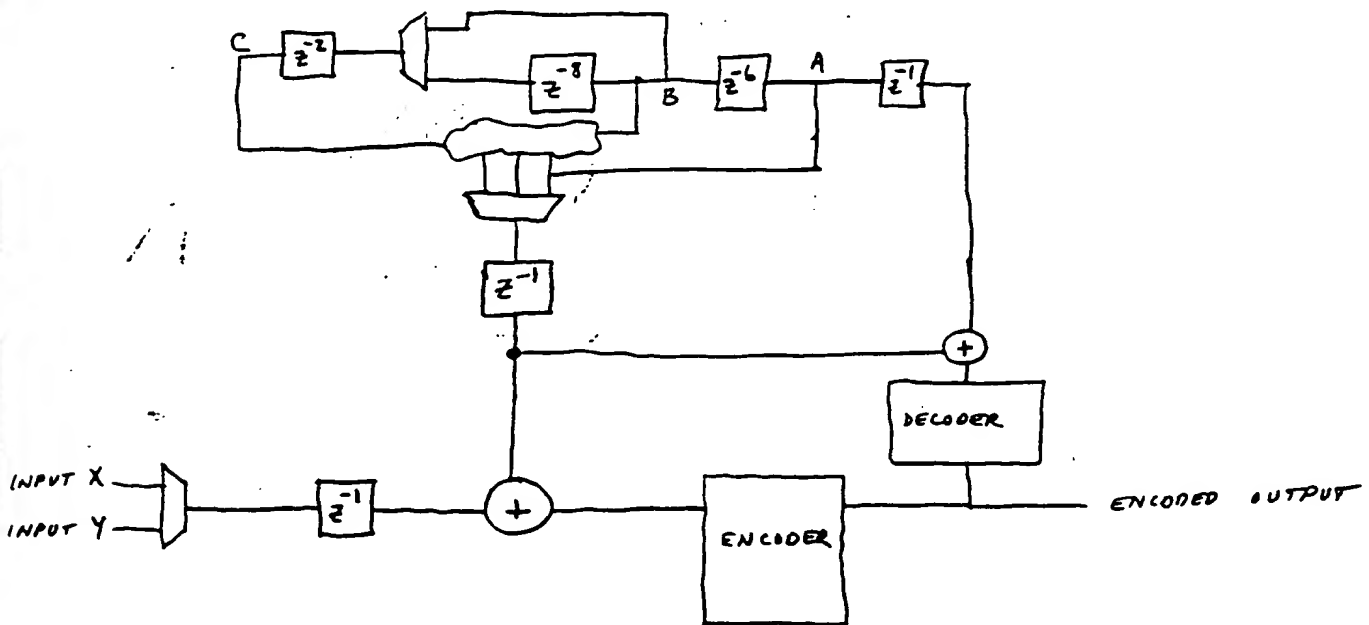 C
z⁻²
z⁻⁸
B
z⁻⁶
A
z⁻¹
z⁻¹
+
DECODER
INPUT X
INPUT Y
z⁻¹
+
ENCODER
ENCODED OUTPUT